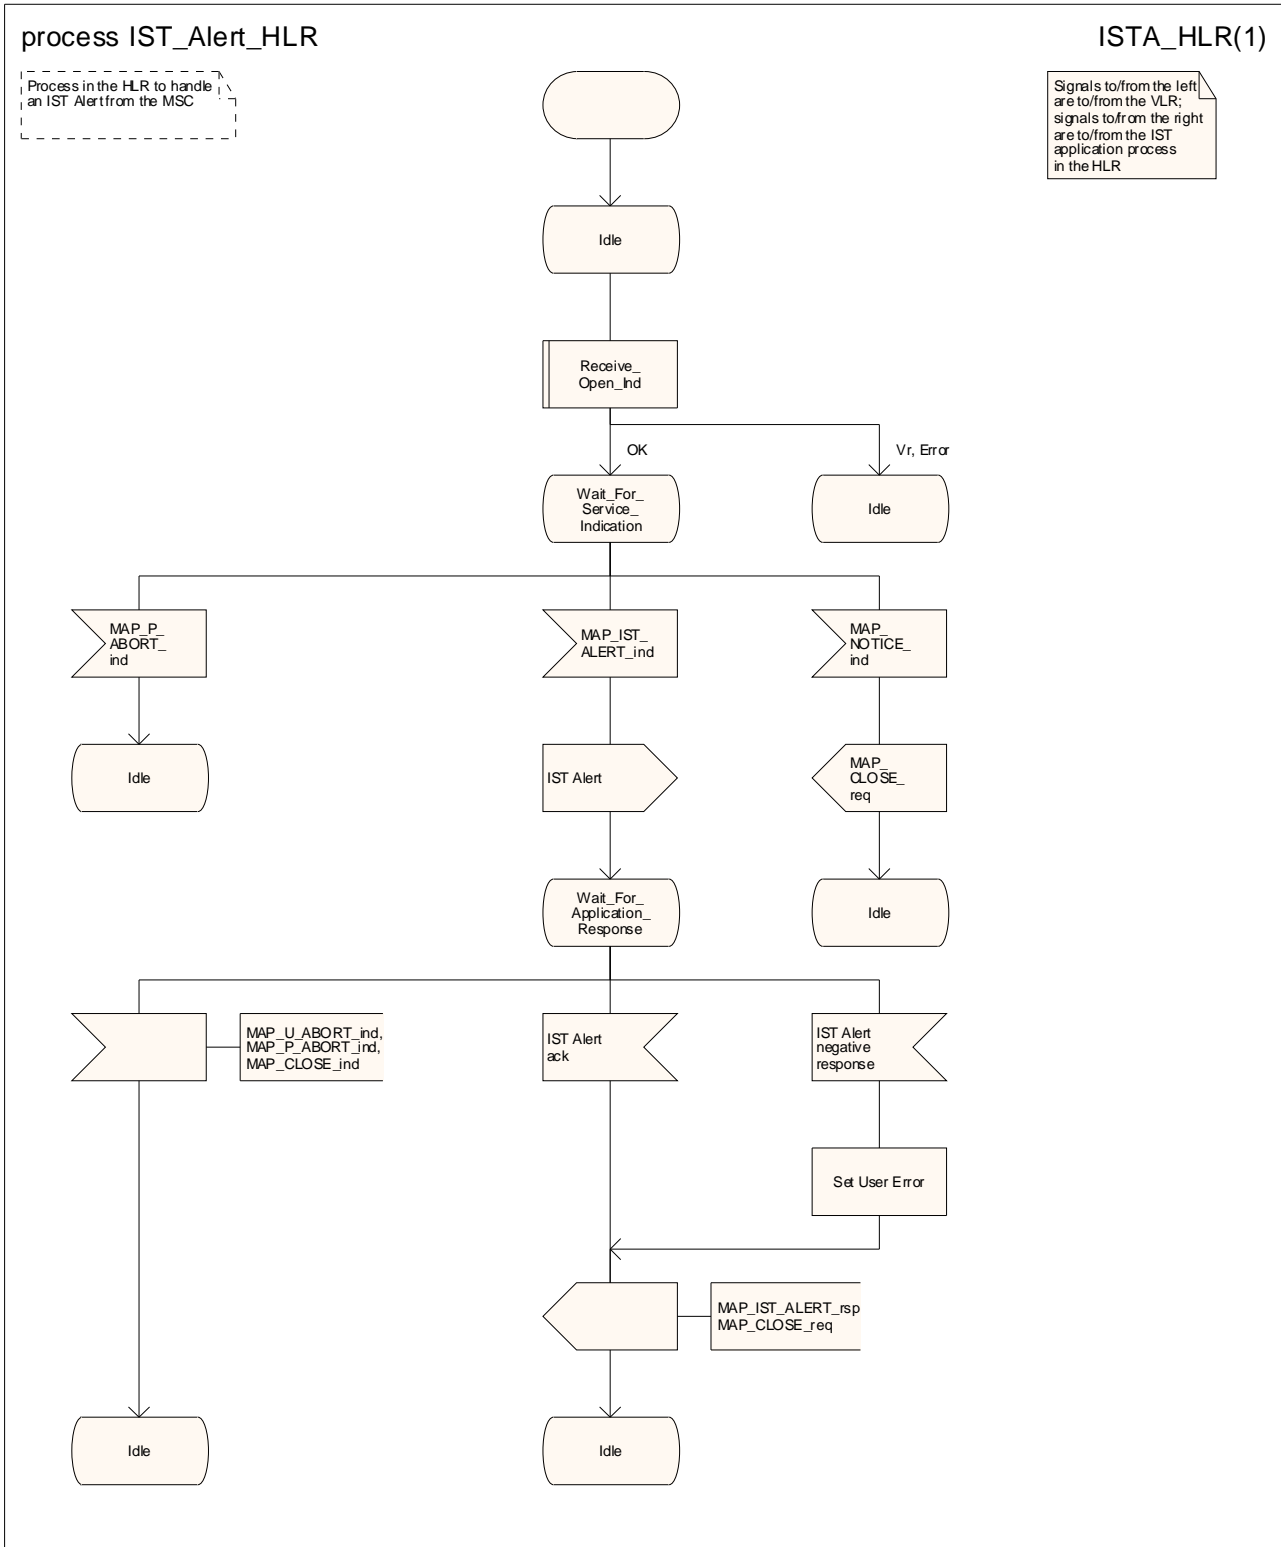 process IST_Alert_HLR
ISTA_HLR(1)
Process in the HLR to handle
an IST Alert from the MSC
Signals to/from the left
are to/from the VLR;
signals to/from the right
are to/from the IST
application process
in the HLR
Idle
Receive_
Open_Ind
OK
Vr, Error
Wait_For_
Service_
Indication
Idle
MAP_P_
ABORT_
ind
MAP_IST_
ALERT_ind
MAP_
NOTICE_
ind
Idle
IST Alert
MAP_
CLOSE_
req
Wait_For_
Application_
Response
Idle
MAP_U_ABORT_ind,
MAP_P_ABORT_ind,
MAP_CLOSE_ind
IST Alert
ack
IST Alert
negative
response
Set User Error
MAP_IST_ALERT_rsp
MAP_CLOSE_req
Idle
Idle